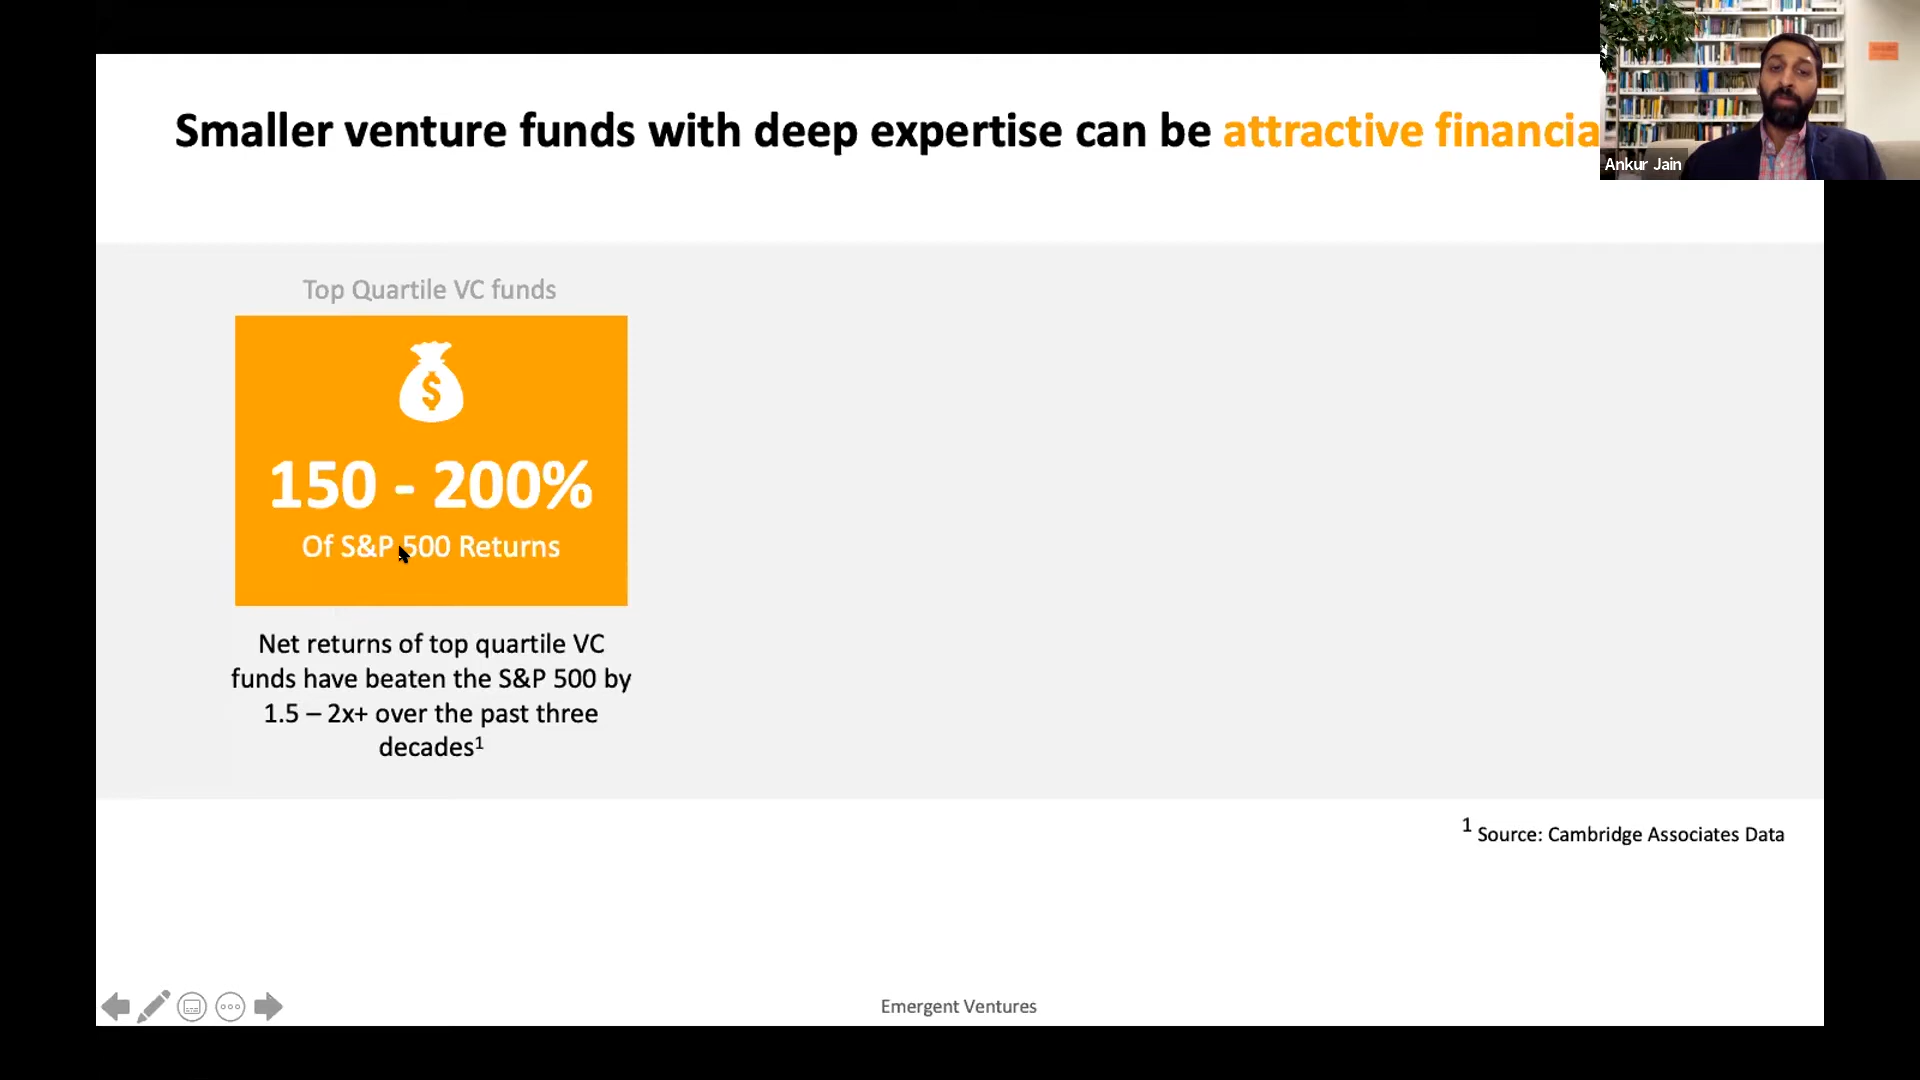 Smaller venture funds with deep expertise can be attractive financia
Ankur Jain
Top Quartile VC funds
$
150 - 200%
Of S&P 500 Returns
Net returns of top quartile VC
funds have beaten the S&P 500 by
1.5 – 2x+ over the past three
decades¹
¹ Source: Cambridge Associates Data
Emergent Ventures